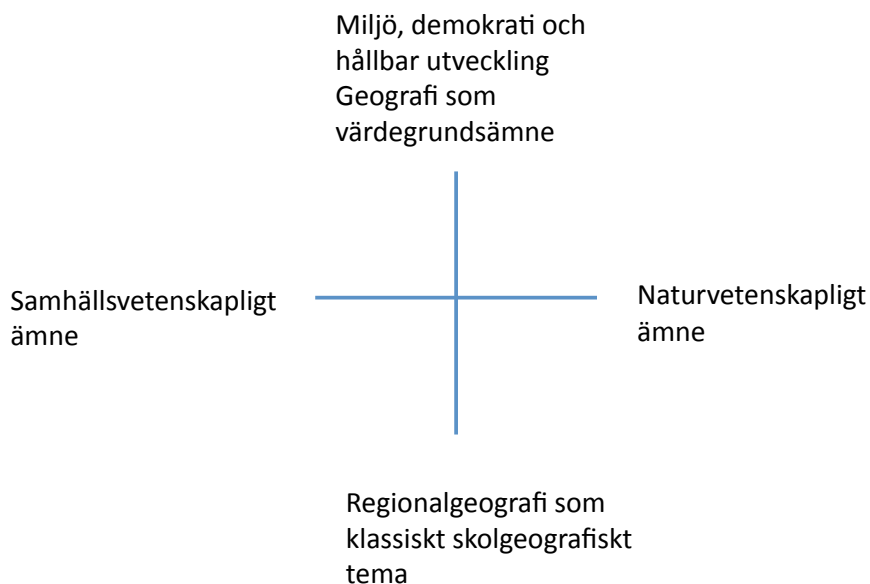 Miljö, demokrati och
hållbar utveckling
Geografi som
värdegrundsämne
Samhällsvetenskapligt
ämne
Naturvetenskapligt
ämne
Regionalgeografi som
klassiskt skolgeografiskt
tema